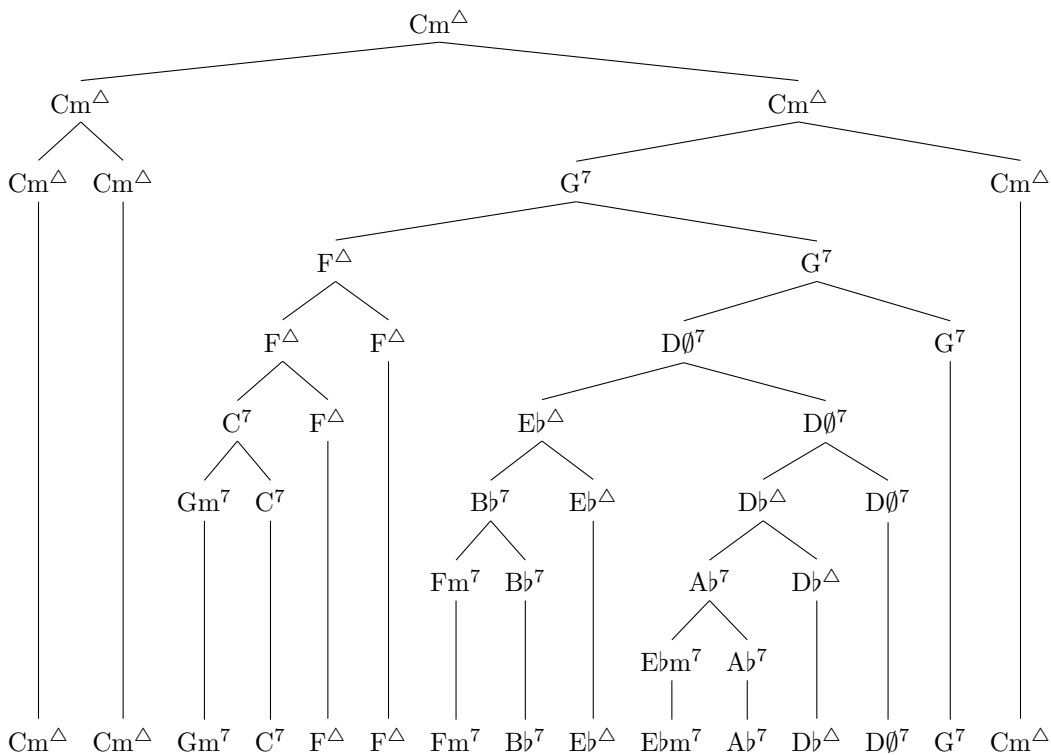 Cm△
Cm△ Cm△
Cm△ Cm△ G⁷ Cm△
F△ G⁷
F△ F△ DØ⁷ G⁷
C⁷ F△ E♭△ DØ⁷
Gm⁷ C⁷ B♭⁷ E♭△ D♭△ DØ⁷
Fm⁷ B♭⁷ A♭⁷ D♭△
E♭m⁷ A♭⁷
Cm△ Cm△ Gm⁷ C⁷ F△ F△ Fm⁷ B♭⁷ E♭△ E♭m⁷ A♭⁷ D♭△ DØ⁷ G⁷ Cm△